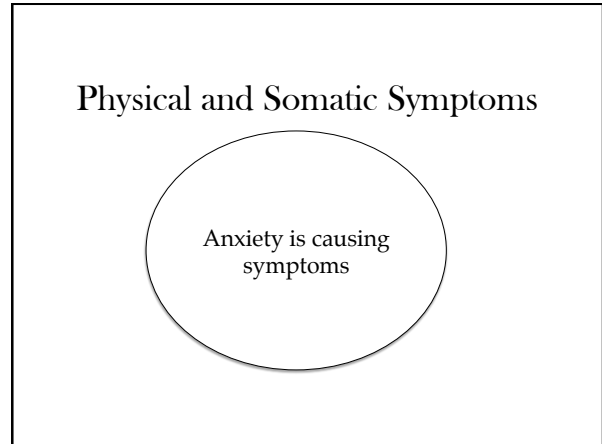 Physical and Somatic Symptoms
Anxiety is causing
symptoms